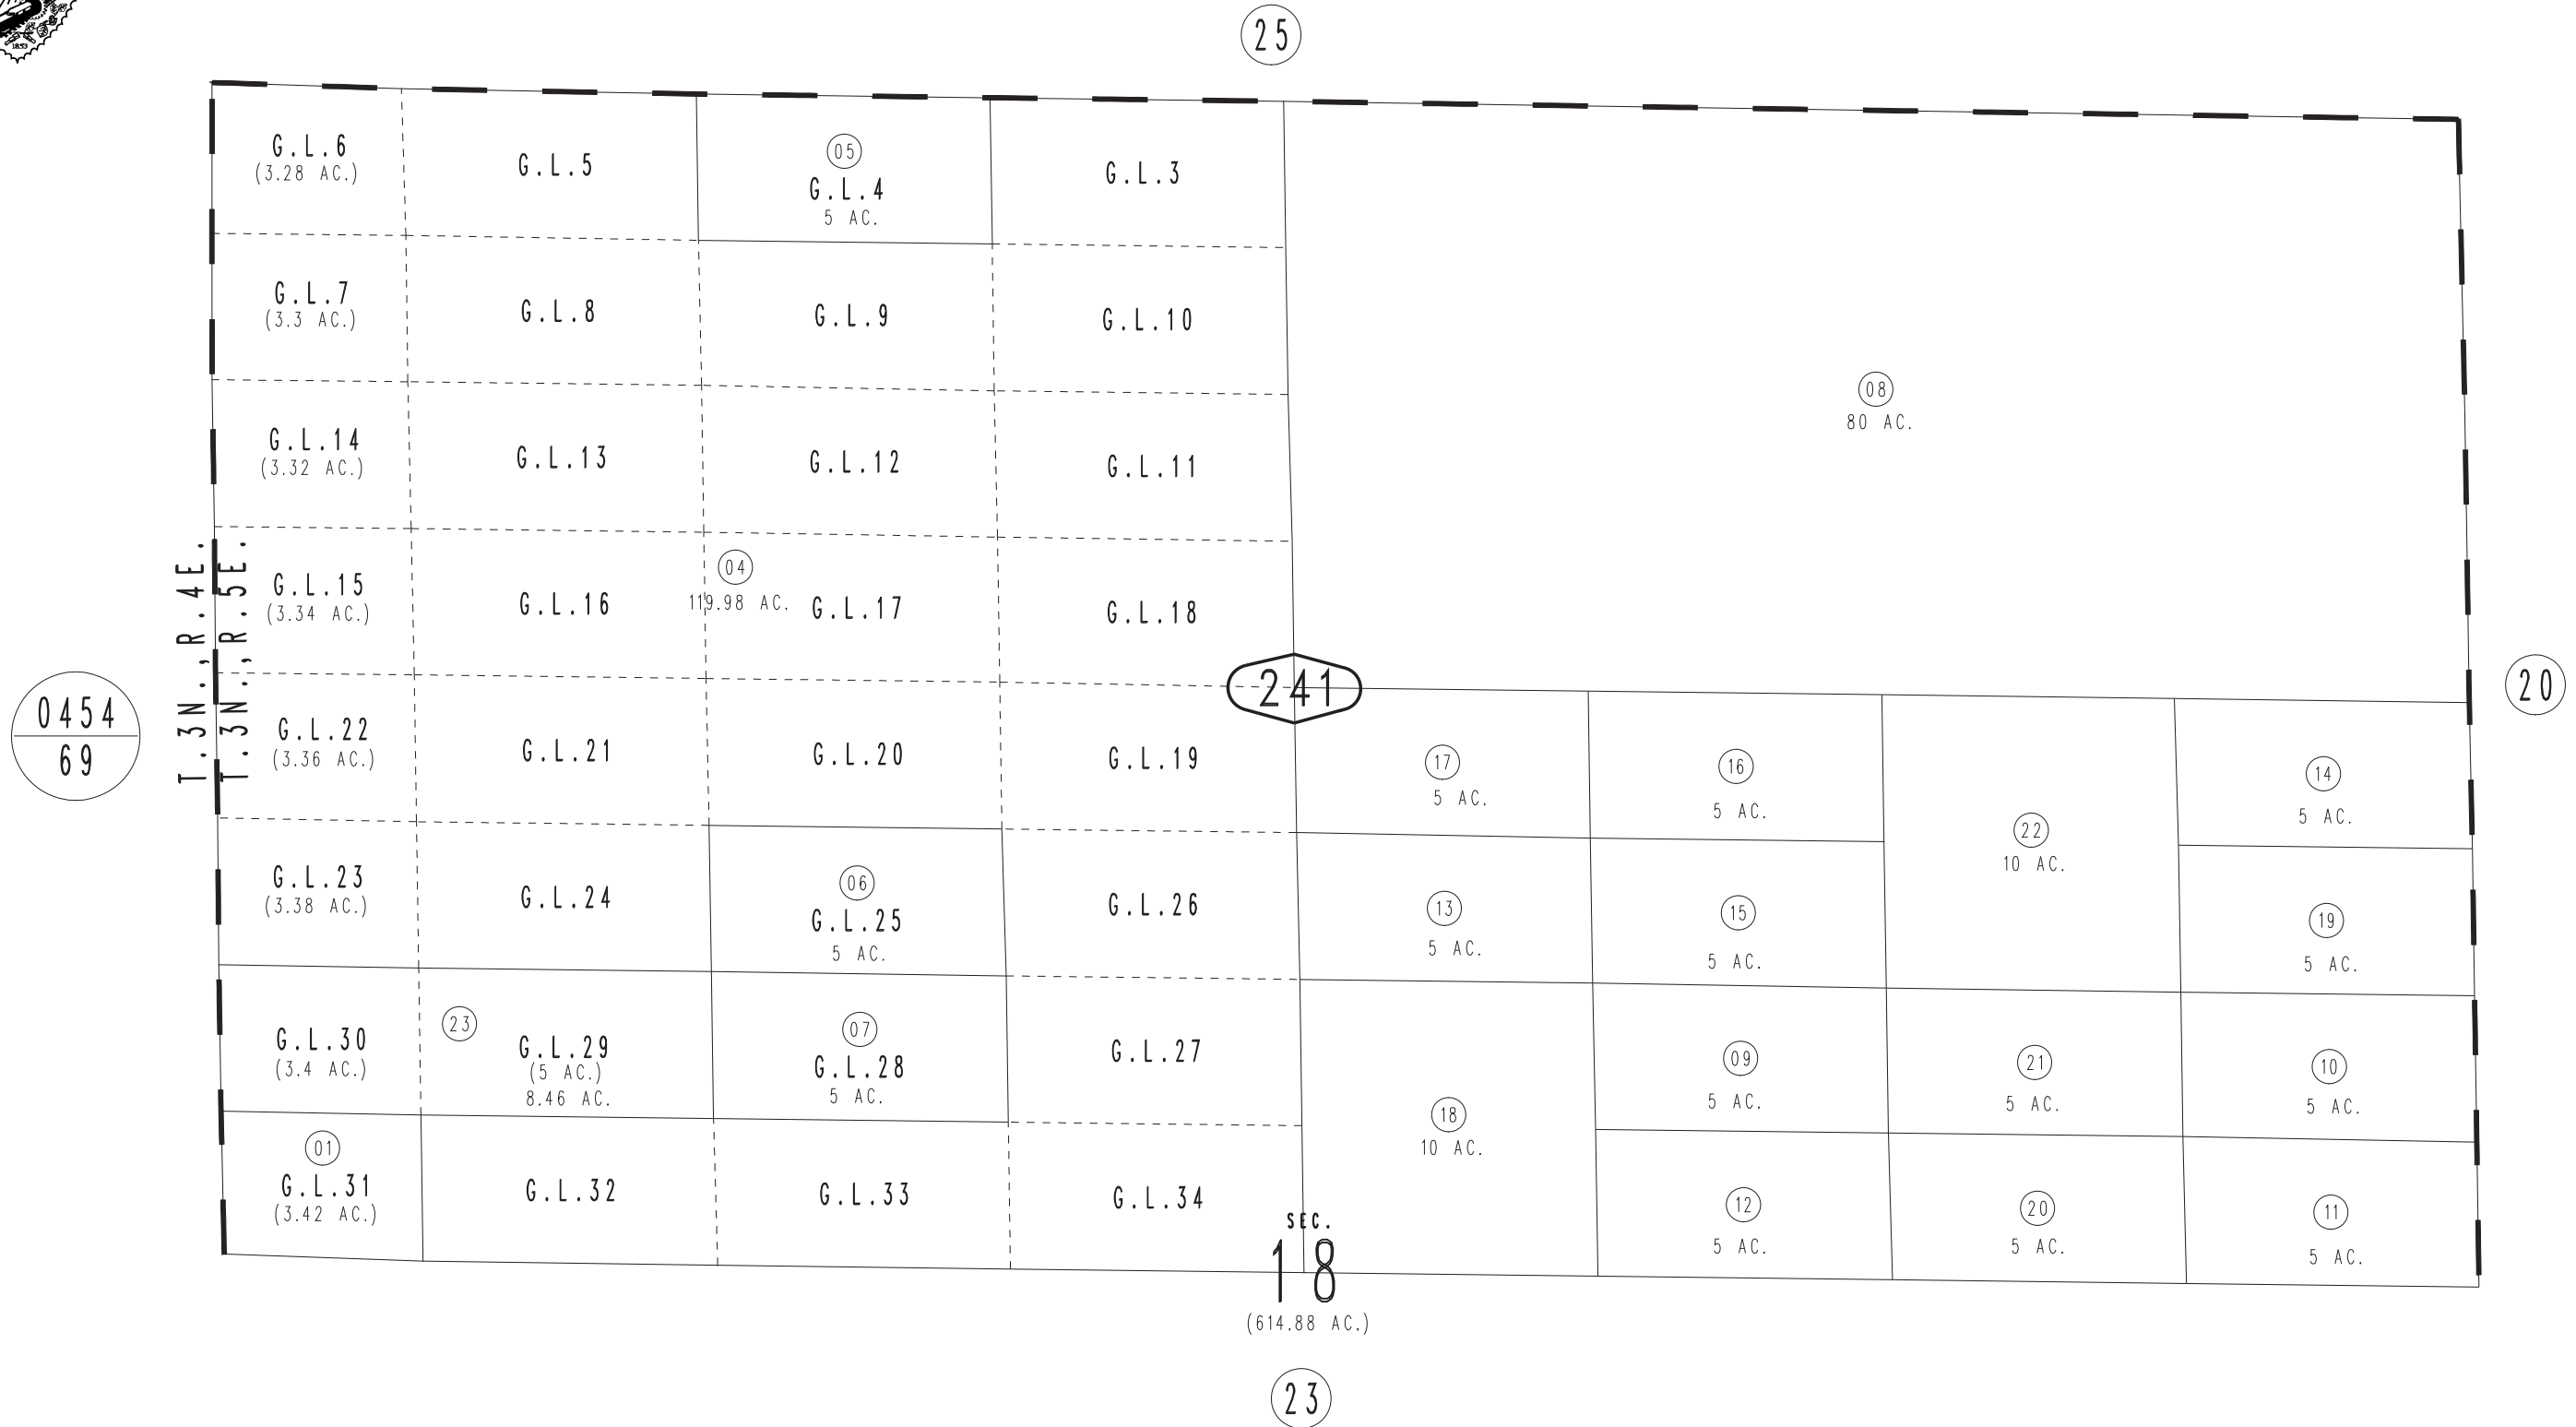 1853
25
G.L.6
(3.28 AC.)
G.L.5
05
G.L.4
5 AC.
G.L.3
G.L.7
(3.3 AC.)
G.L.8
G.L.9
G.L.10
08
80 AC.
G.L.14
(3.32 AC.)
G.L.13
G.L.12
G.L.11
T.3N.,R.4E.
T.3N.,R.5E.
G.L.15
(3.34 AC.)
G.L.16
04
119.98 AC.
G.L.17
G.L.18
241
20
0454
69
G.L.22
(3.36 AC.)
G.L.21
G.L.20
G.L.19
17
5 AC.
16
5 AC.
22
10 AC.
14
5 AC.
G.L.23
(3.38 AC.)
G.L.24
06
G.L.25
5 AC.
G.L.26
13
5 AC.
15
5 AC.
19
5 AC.
G.L.30
(3.4 AC.)
23
G.L.29
(5 AC.)
8.46 AC.
07
G.L.28
5 AC.
G.L.27
18
10 AC.
09
5 AC.
21
5 AC.
10
5 AC.
01
G.L.31
(3.42 AC.)
G.L.32
G.L.33
G.L.34
12
5 AC.
20
5 AC.
11
5 AC.
SEC.
18
(614.88 AC.)
23